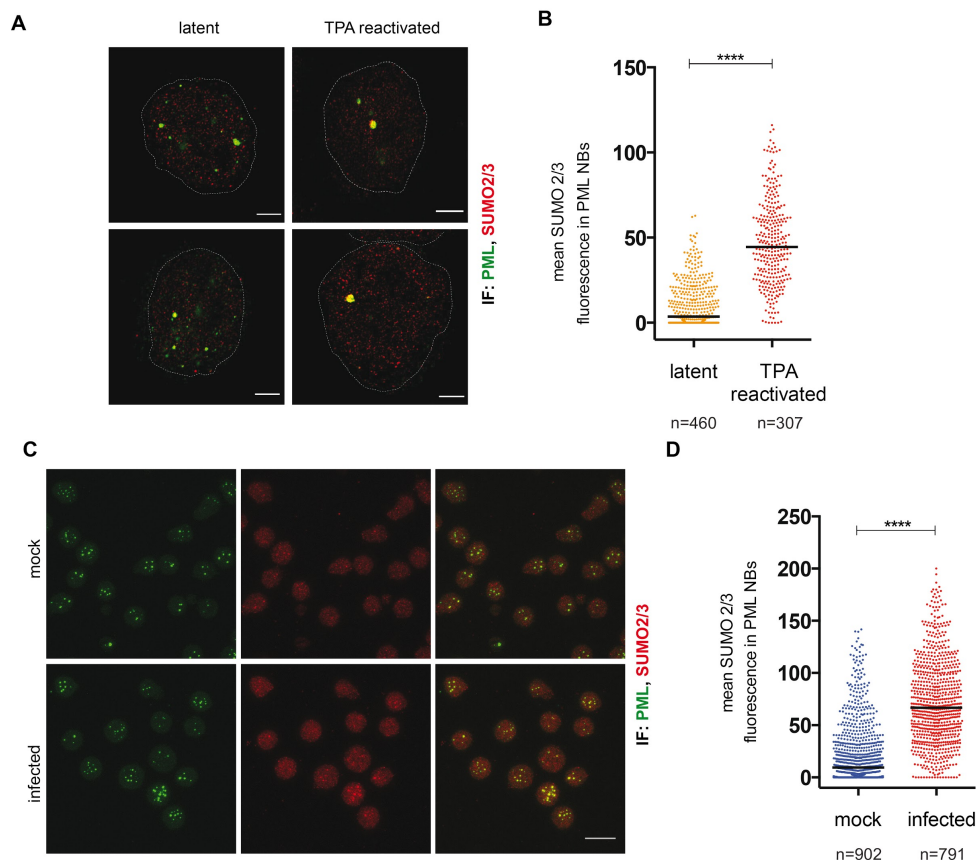 A
latent
TPA reactivated
IF: PML, SUMO2/3
B
150
100
50
0
mean SUMO 2/3
fluorescence in PML NBs
****
latent
TPA
reactivated
n=460
n=307
C
mock
infected
IF: PML, SUMO2/3
D
250
200
150
100
50
0
mean SUMO 2/3
fluorescence in PML NBs
****
mock
infected
n=902
n=791